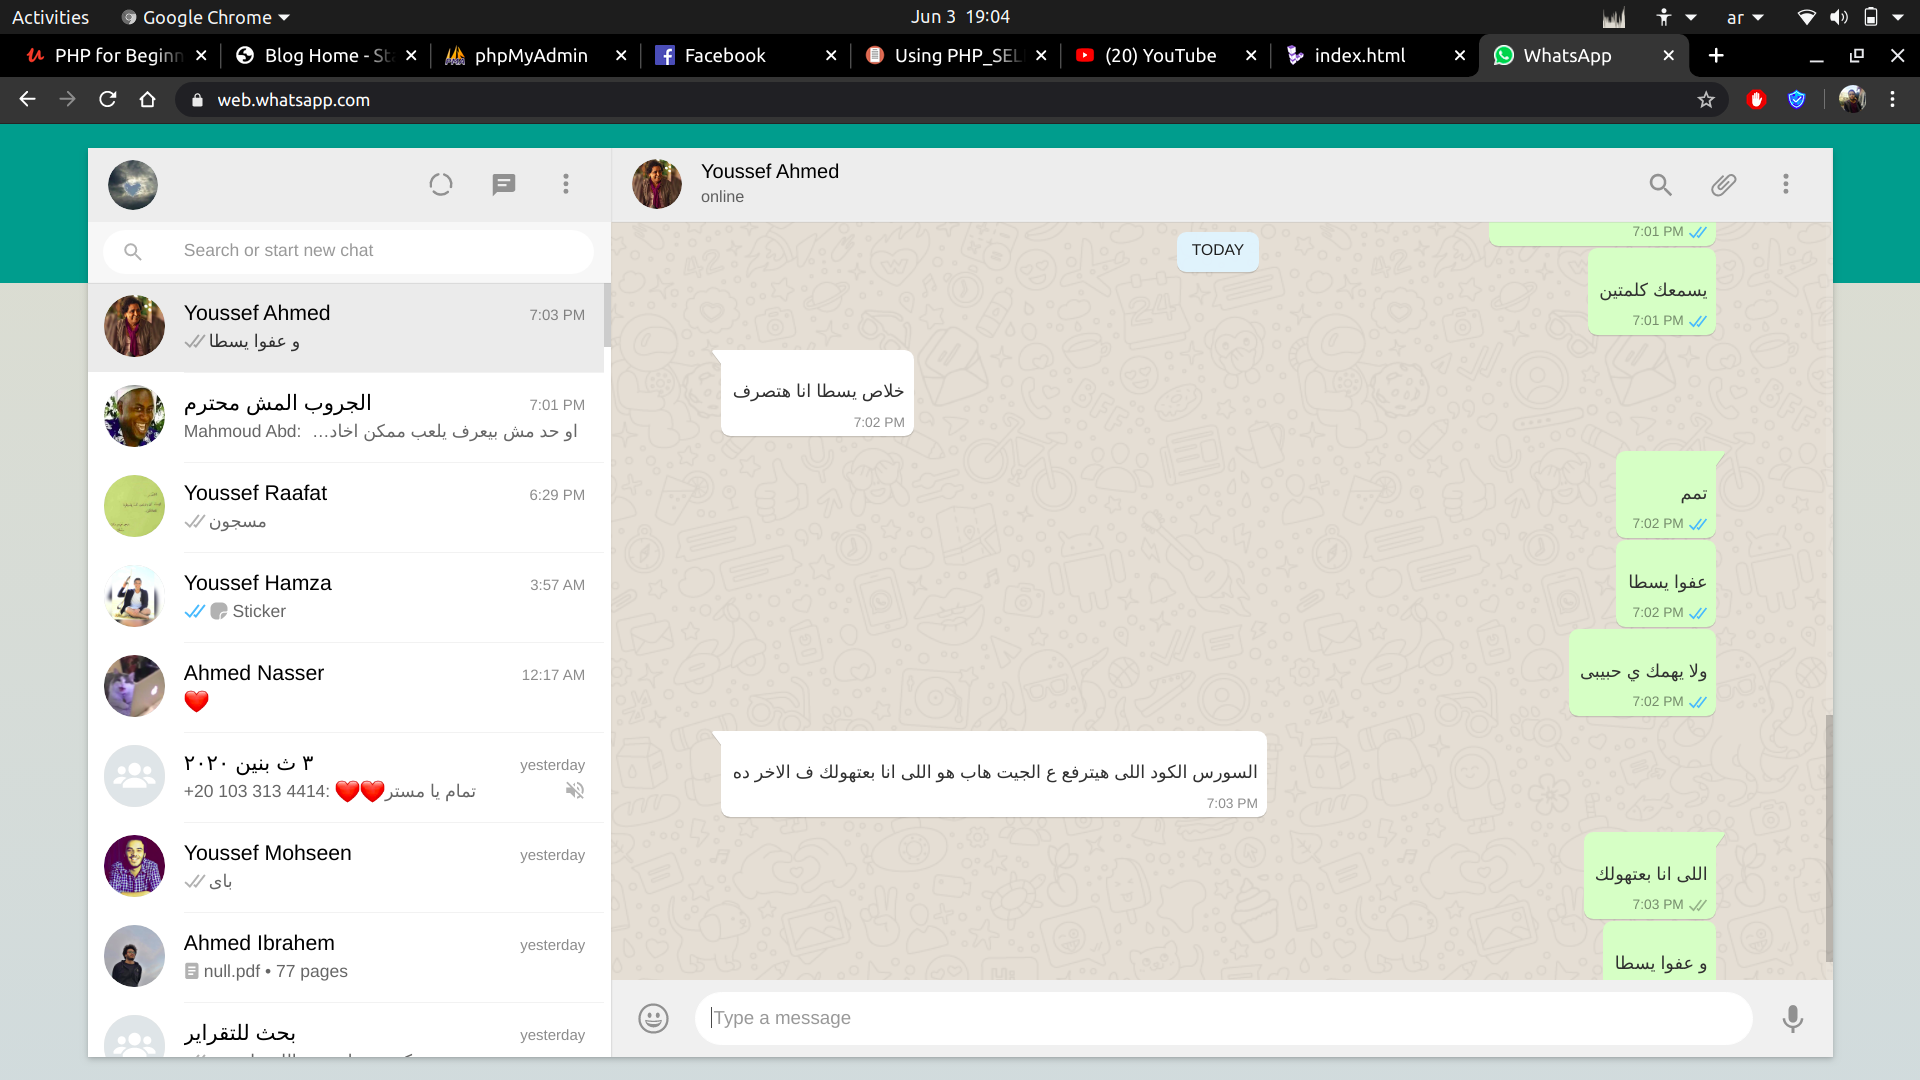 Activities
Google Chrome
Jun 3 19:04
ar
PHP for Beginn
Blog Home - Sta
phpMyAdmin
Facebook
Using PHP_SEL
(20) YouTube
index.html
WhatsApp
web.whatsapp.com
Search or start new chat
Youssef Ahmed
7:03 PM
و عفوا يسطا
الجروب المش محترم
7:01 PM
Mahmoud Abd: او حد مش بيعرف يلعب ممكن اخاد...
Youssef Raafat
6:29 PM
مسجون
Youssef Hamza
3:57 AM
Sticker
Ahmed Nasser
12:17 AM
❤️
٣ ث بنين ٢٠٢٠
yesterday
+20 103 313 4414: ❤️❤️تمام يا مستر
Youssef Mohseen
yesterday
باى
Ahmed Ibrahem
yesterday
null.pdf • 77 pages
بحث للتقراير
yesterday
Youssef Ahmed
online
TODAY
7:01 PM
يسمعك كلمتين
7:01 PM
خلاص يسطا انا هتصرف
7:02 PM
تمم
7:02 PM
عفوا يسطا
7:02 PM
ولا يهمك ي حبيبى
7:02 PM
السورس الكود اللى هيترفع ع الجيت هاب هو اللى انا بعتهولك ف الاخر ده
7:03 PM
اللى انا بعتهولك
7:03 PM
و عفوا يسطا
Type a message